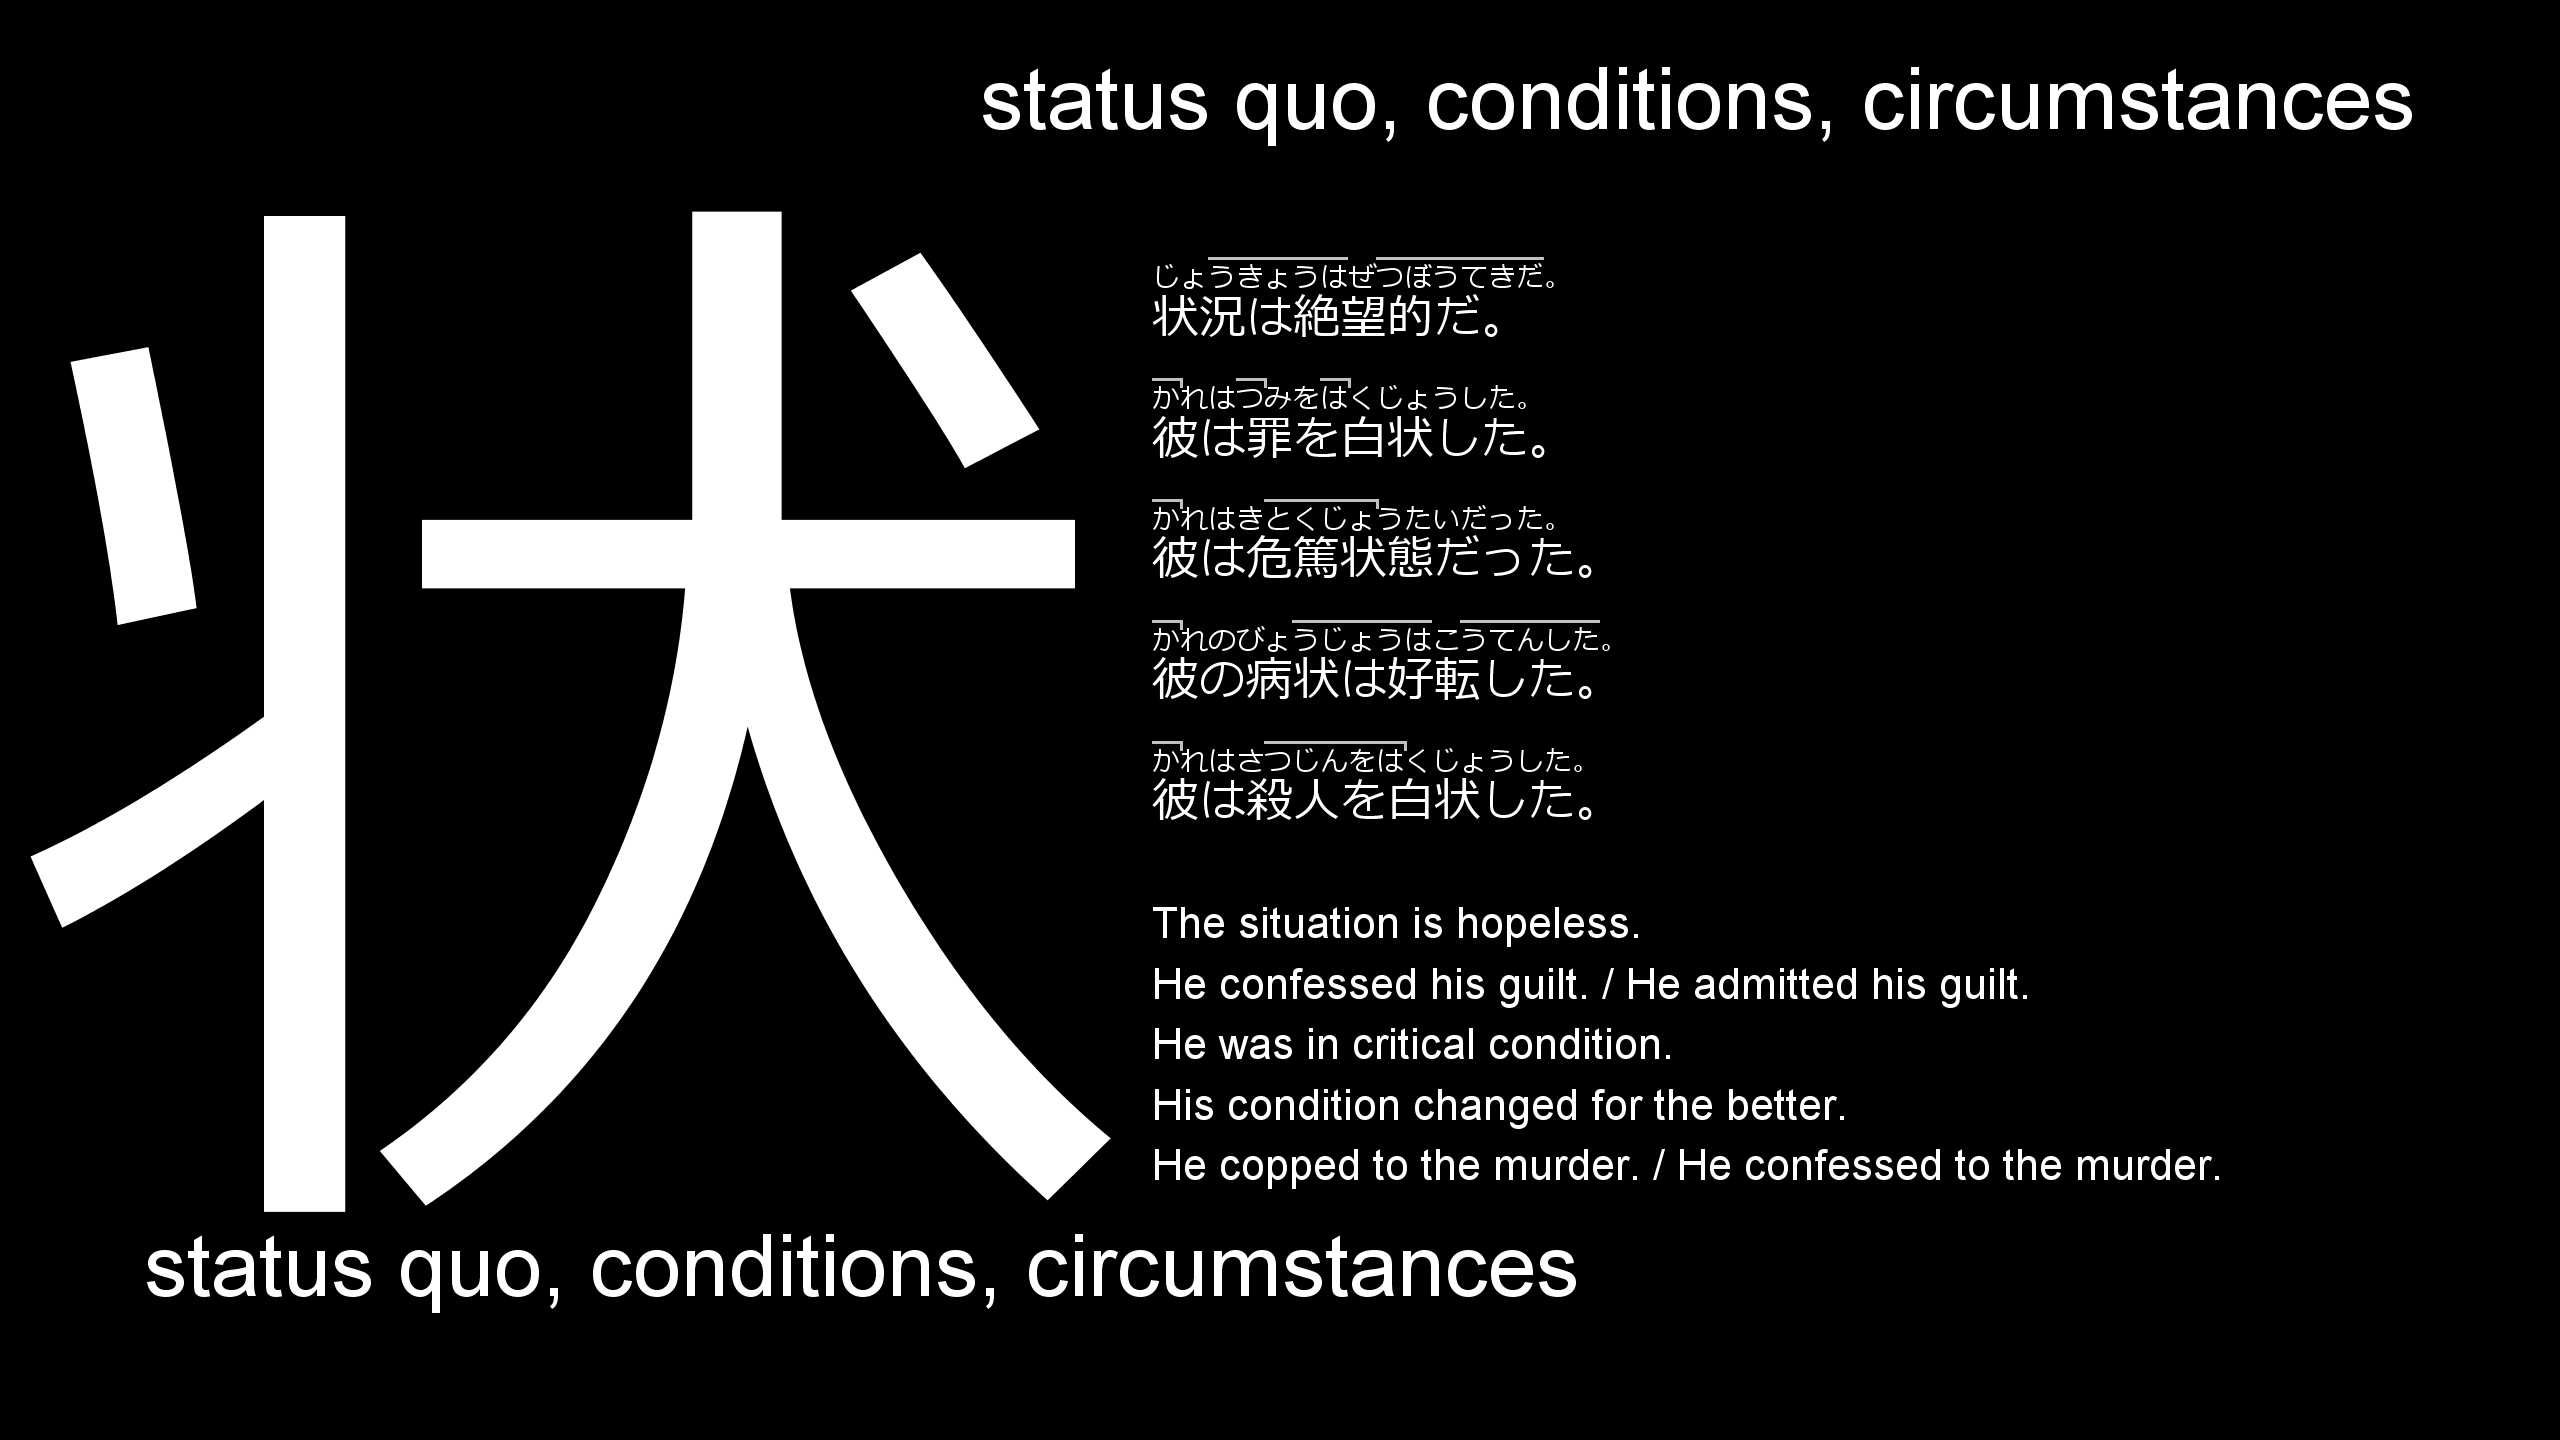 status quo, conditions, circumstances
状
じょうきょうはぜつぼうてきだ。
状況は絶望的だ。
かれはつみをはくじょうした。
彼は罪を白状した。
かれはきとくじょうたいだった。
彼は危篤状態だった。
かれのびょうじょうはこうてんした。
彼の病状は好転した。
かれはさつじんをはくじょうした。
彼は殺人を白状した。
The situation is hopeless.
He confessed his guilt. / He admitted his guilt.
He was in critical condition.
His condition changed for the better.
He copped to the murder. / He confessed to the murder.
status quo, conditions, circumstances